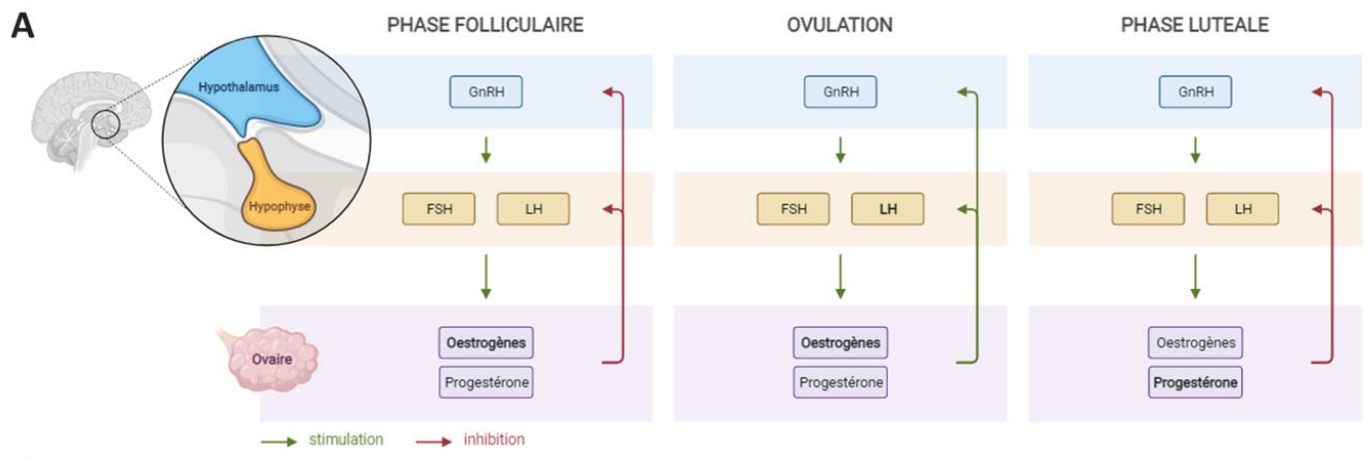 A
PHASE FOLLICULAIRE
OVULATION
PHASE LUTEALE
Hypothalamus
Hypophyse
Ovaire
GnRH
GnRH
GnRH
FSH
LH
FSH
LH
FSH
LH
Oestrogènes
Progestérone
Oestrogènes
Progestérone
Oestrogènes
Progestérone
stimulation
inhibition